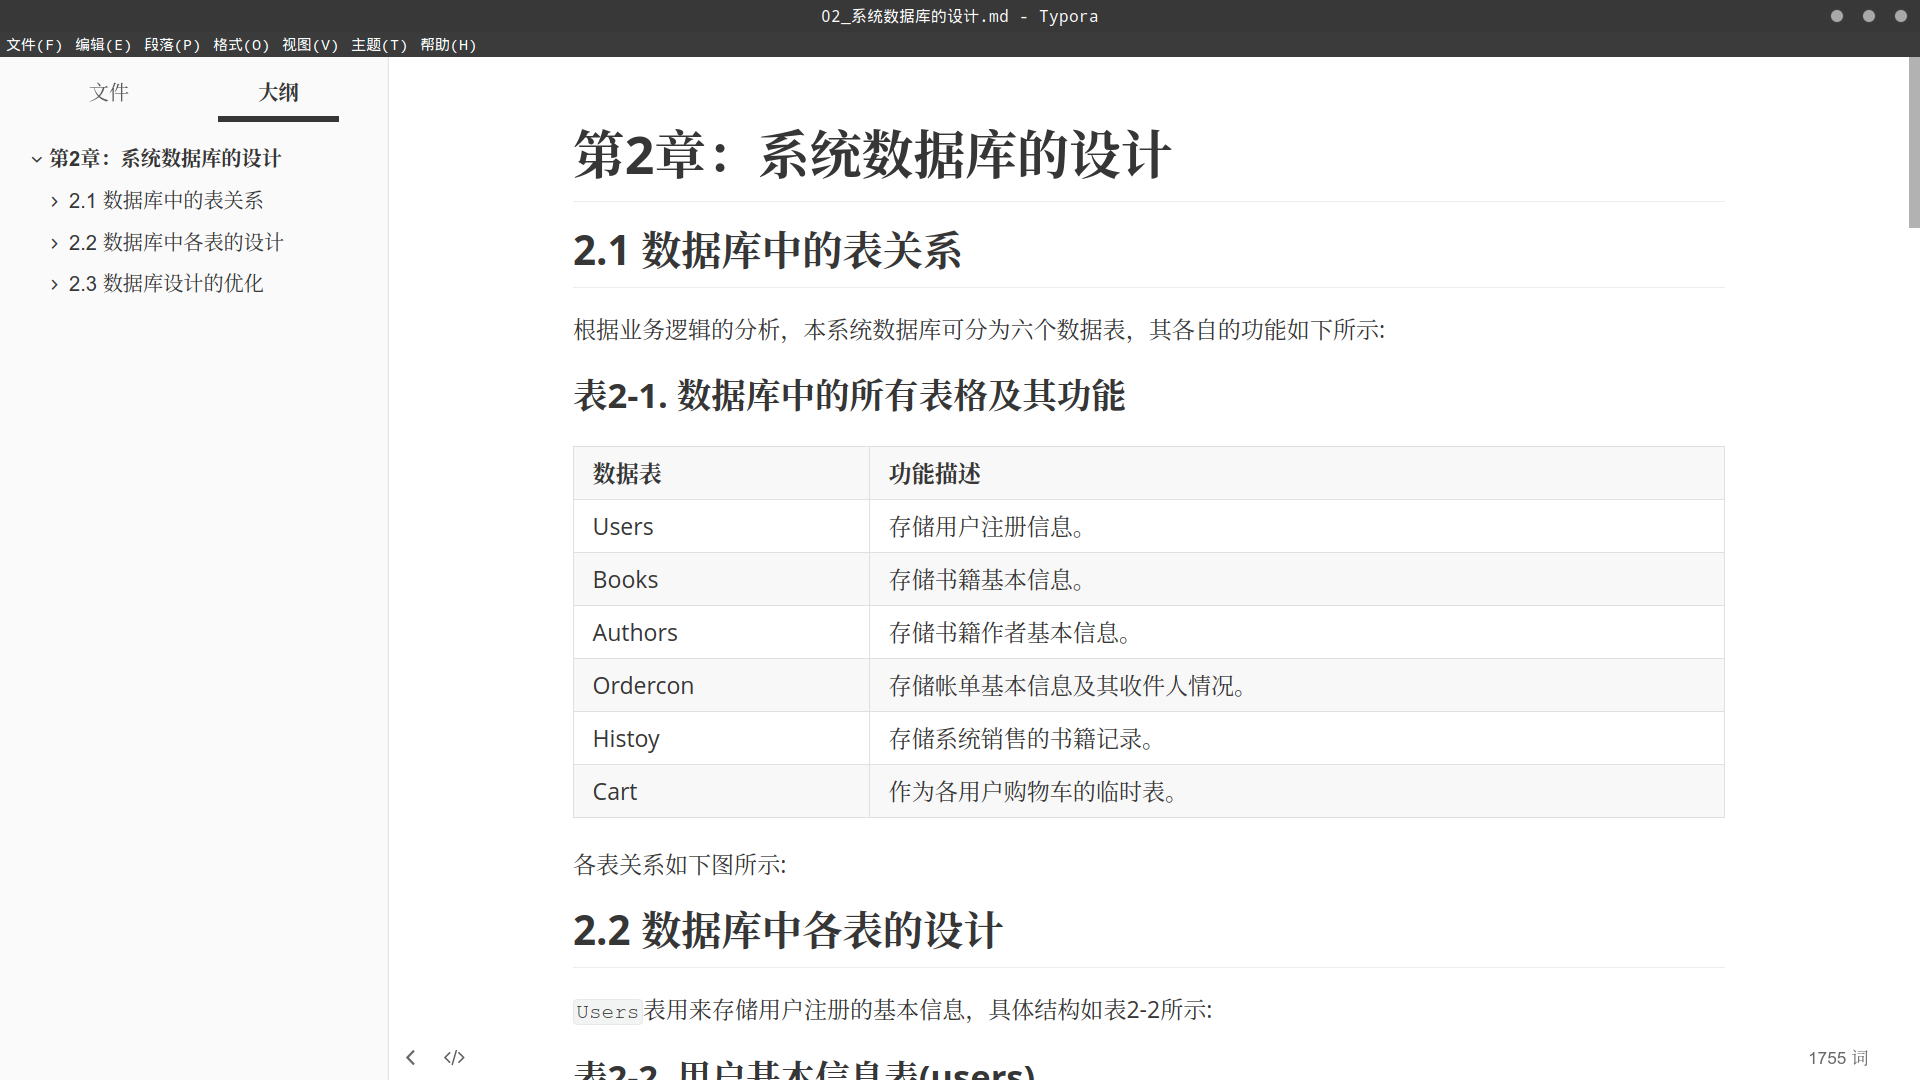 02_系统数据库的设计.md - Typora
文件(F) 编辑(E) 段落(P) 格式(O) 视图(V) 主题(T) 帮助(H)
文件 大纲
第2章：系统数据库的设计
2.1 数据库中的表关系
2.2 数据库中各表的设计
2.3 数据库设计的优化
第2章：系统数据库的设计
2.1 数据库中的表关系
根据业务逻辑的分析，本系统数据库可分为六个数据表，其各自的功能如下所示:
表2-1. 数据库中的所有表格及其功能
数据表 功能描述
Users 存储用户注册信息。
Books 存储书籍基本信息。
Authors 存储书籍作者基本信息。
Ordercon 存储帐单基本信息及其收件人情况。
Histoy 存储系统销售的书籍记录。
Cart 作为各用户购物车的临时表。
各表关系如下图所示:
2.2 数据库中各表的设计
Users表用来存储用户注册的基本信息，具体结构如表2-2所示:
表2-2. 用户基本信息表(users)
</> 1755 词